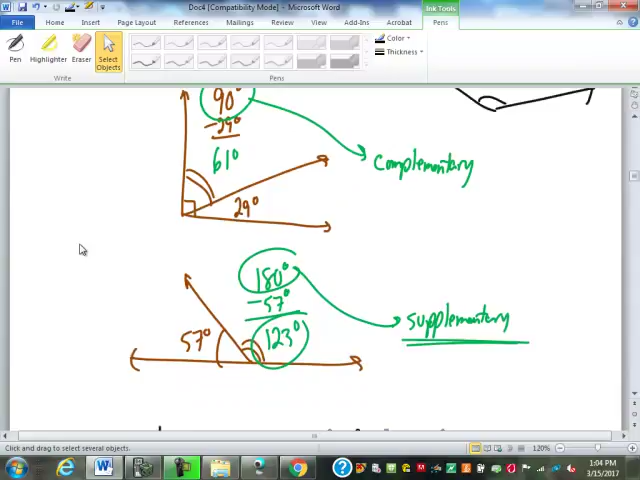 Doc4 [Compatibility Mode] - Microsoft Word
Ink Tools
File
Home
Insert
Page Layout
References
Mailings
Review
View
Add-Ins
Acrobat
Pens
Pen
Highlighter
Eraser
Select
Objects
Color
Thickness
Write
Pens
90°
-29°
61°
complementary
29°
180°
-57°
57°
123°
supplementary
Click and drag to select several objects.
120%
1:04 PM
3/15/2017